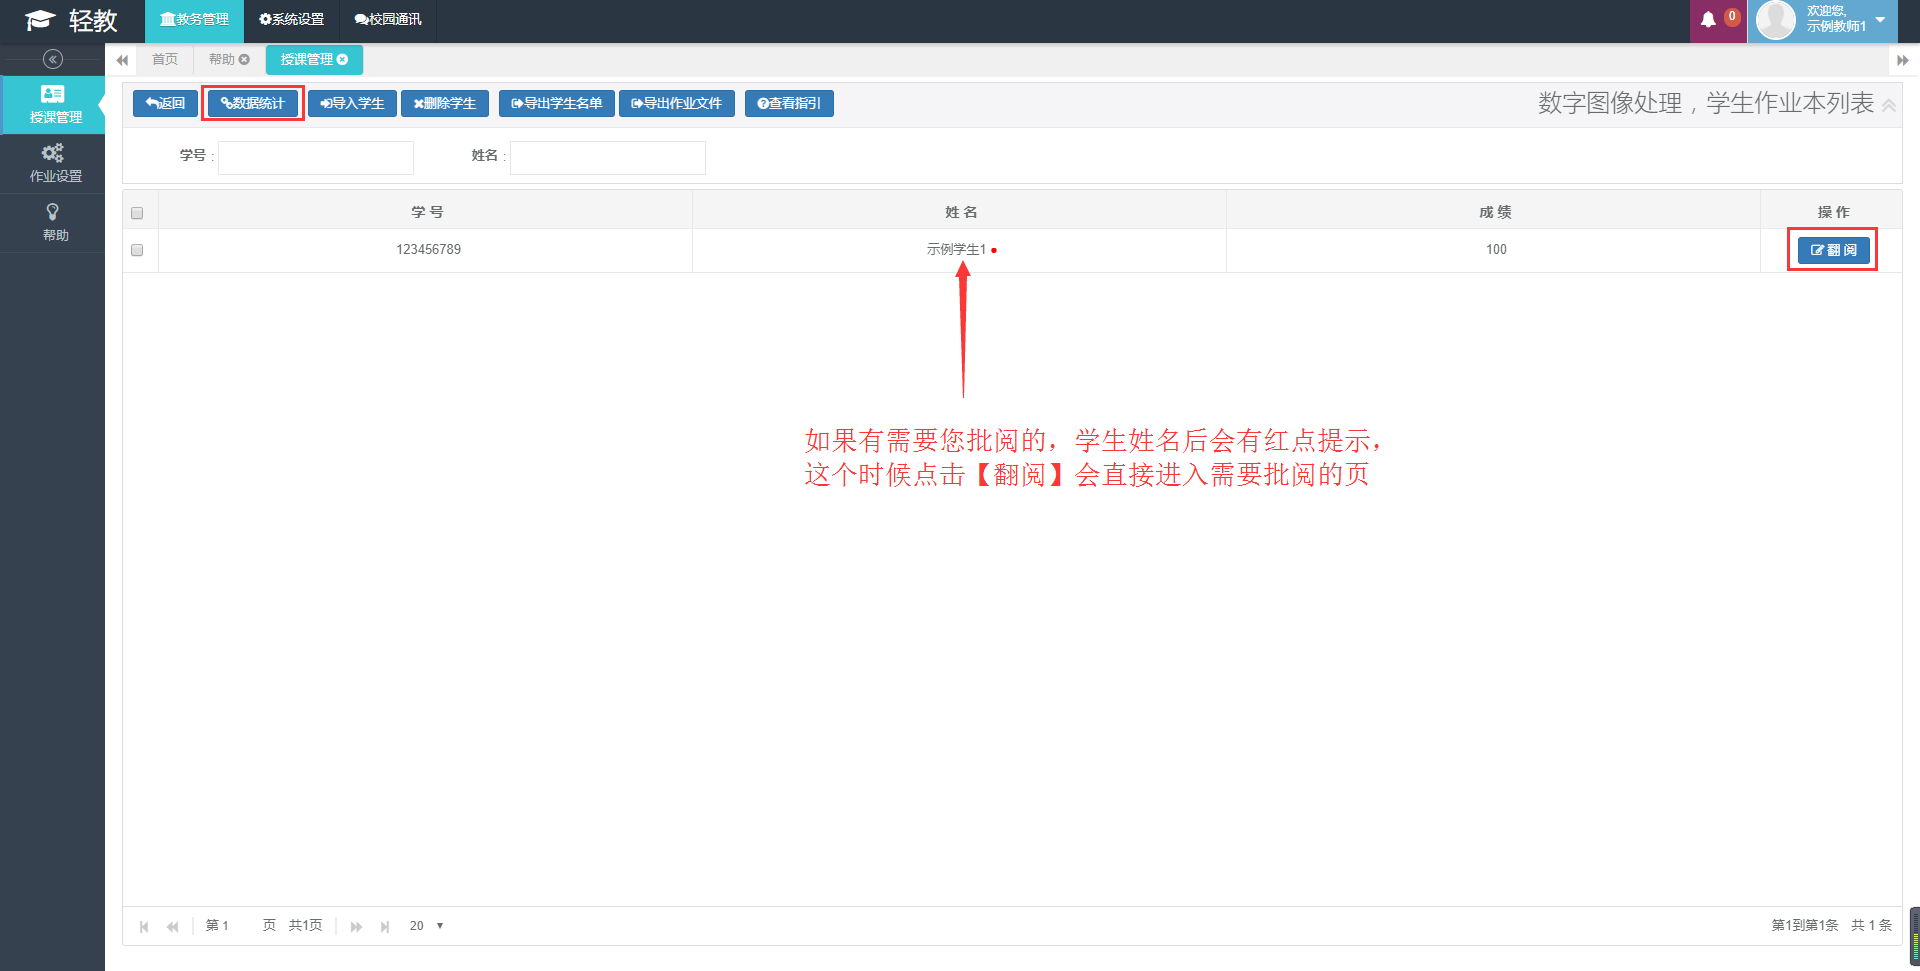 轻教
教务管理
系统设置
校园通讯
0
欢迎您,
示例教师1
首页
帮助
授课管理
授课管理
作业设置
帮助
返回
数据统计
导入学生
删除学生
导出学生名单
导出作业文件
查看指引
数字图像处理，学生作业本列表
学号 :
姓名 :
学 号
姓 名
成 绩
操 作
123456789
示例学生1
100
翻 阅
如果有需要您批阅的，学生姓名后会有红点提示，
这个时候点击【翻阅】会直接进入需要批阅的页
第 1 页 共1页
20
第1到第1条 共 1 条